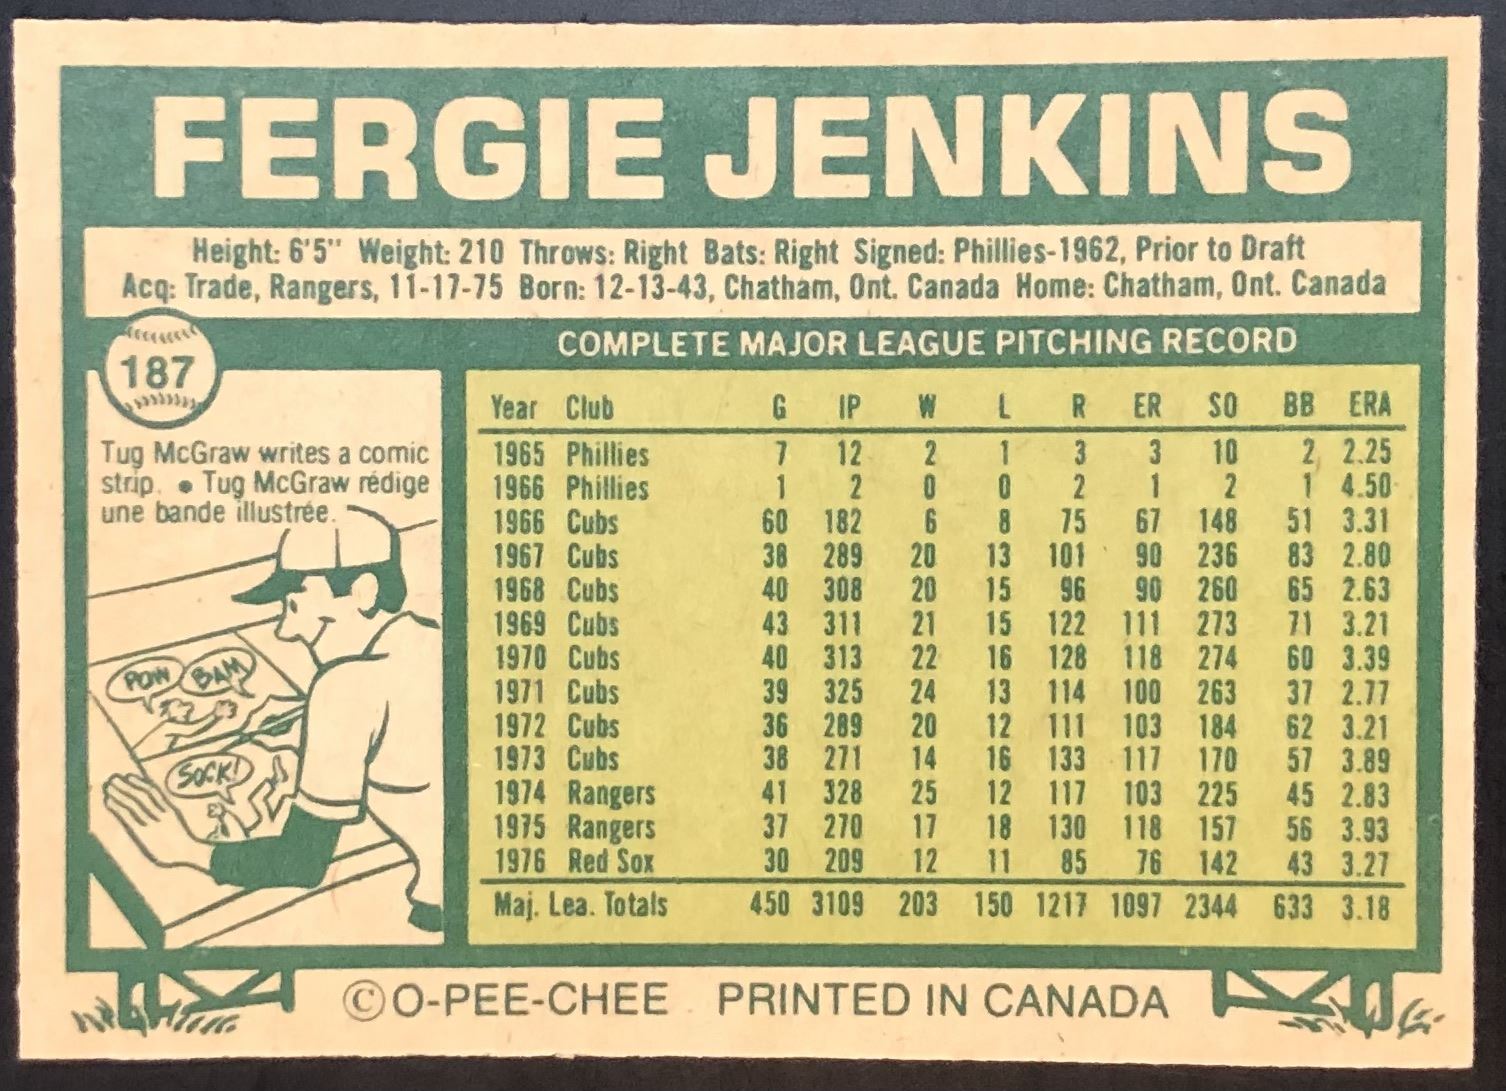 FERGIE JENKINS
Height: 6'5" Weight: 210 Throws: Right Bats: Right Signed: Phillies-1962, Prior to Draft
Acq: Trade, Rangers, 11-17-75 Born: 12-13-43, Chatham, Ont. Canada Home: Chatham, Ont. Canada
187
Tug McGraw writes a comic
strip. • Tug McGraw rédige
une bande illustrée.
POW BAM
SOCK!
COMPLETE MAJOR LEAGUE PITCHING RECORD
Year Club G IP W L R ER SO BB ERA
1965 Phillies 7 12 2 1 3 3 10 2 2.25
1966 Phillies 1 2 0 0 2 1 2 1 4.50
1966 Cubs 60 182 6 8 75 67 148 51 3.31
1967 Cubs 38 289 20 13 101 90 236 83 2.80
1968 Cubs 40 308 20 15 96 90 260 65 2.63
1969 Cubs 43 311 21 15 122 111 273 71 3.21
1970 Cubs 40 313 22 16 128 118 274 60 3.39
1971 Cubs 39 325 24 13 114 100 263 37 2.77
1972 Cubs 36 289 20 12 111 103 184 62 3.21
1973 Cubs 38 271 14 16 133 117 170 57 3.89
1974 Rangers 41 328 25 12 117 103 225 45 2.83
1975 Rangers 37 270 17 18 130 118 157 56 3.93
1976 Red Sox 30 209 12 11 85 76 142 43 3.27
Maj. Lea. Totals 450 3109 203 150 1217 1097 2344 633 3.18
© O-PEE-CHEE PRINTED IN CANADA